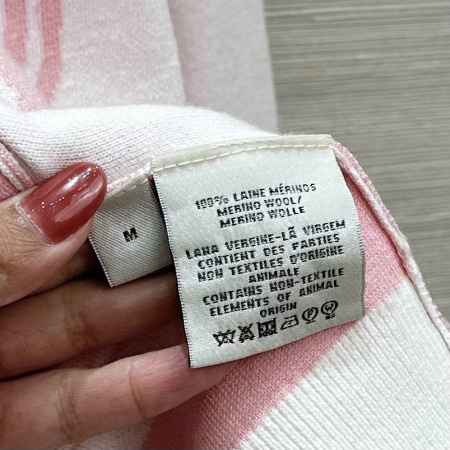 M
100% LAINE MÉRINOS
MERINO WOOL/
MERINO WOLLE
LANA VERGINE-LÃ VIRGEM
CONTIENT DES PARTIES
NON TEXTILES D'ORIGINE
ANIMALE
CONTAINS NON-TEXTILE
ELEMENTS OF ANIMAL
ORIGIN